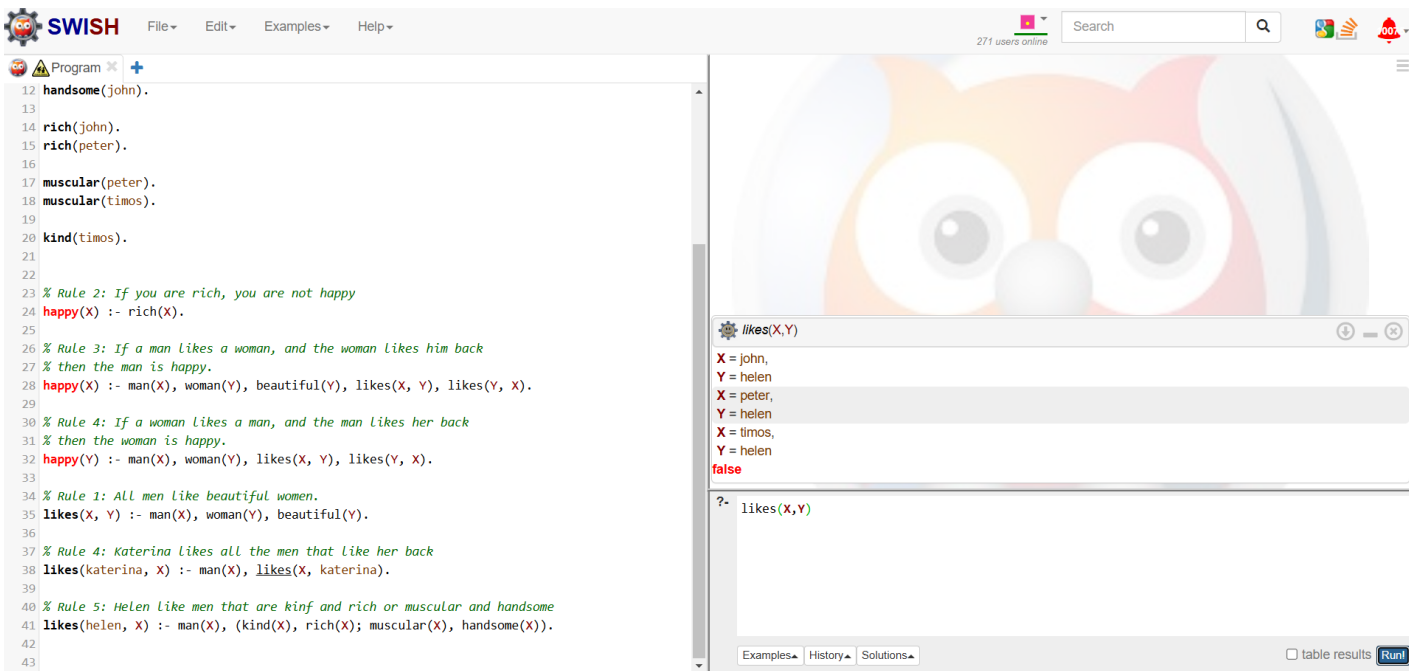 SWISH File Edit Examples Help 271 users online Search
Program
12 handsome(john).
13
14 rich(john).
15 rich(peter).
16
17 muscular(peter).
18 muscular(timos).
19
20 kind(timos).
21
22
23 % Rule 2: If you are rich, you are not happy
24 happy(X) :- rich(X).
25
26 % Rule 3: If a man likes a woman, and the woman likes him back
27 % then the man is happy.
28 happy(X) :- man(X), woman(Y), beautiful(Y), likes(X, Y), likes(Y, X).
29
30 % Rule 4: If a woman likes a man, and the man likes her back
31 % then the woman is happy.
32 happy(Y) :- man(X), woman(Y), likes(X, Y), likes(Y, X).
33
34 % Rule 1: All men like beautiful women.
35 likes(X, Y) :- man(X), woman(Y), beautiful(Y).
36
37 % Rule 4: Katerina likes all the men that like her back
38 likes(katerina, X) :- man(X), likes(X, katerina).
39
40 % Rule 5: Helen like men that are kinf and rich or muscular and handsome
41 likes(helen, X) :- man(X), (kind(X), rich(X); muscular(X), handsome(X)).
42
43
likes(X,Y)
X = john,
Y = helen
X = peter,
Y = helen
X = timos,
Y = helen
false
?- likes(X,Y)
Examples History Solutions table results Run!